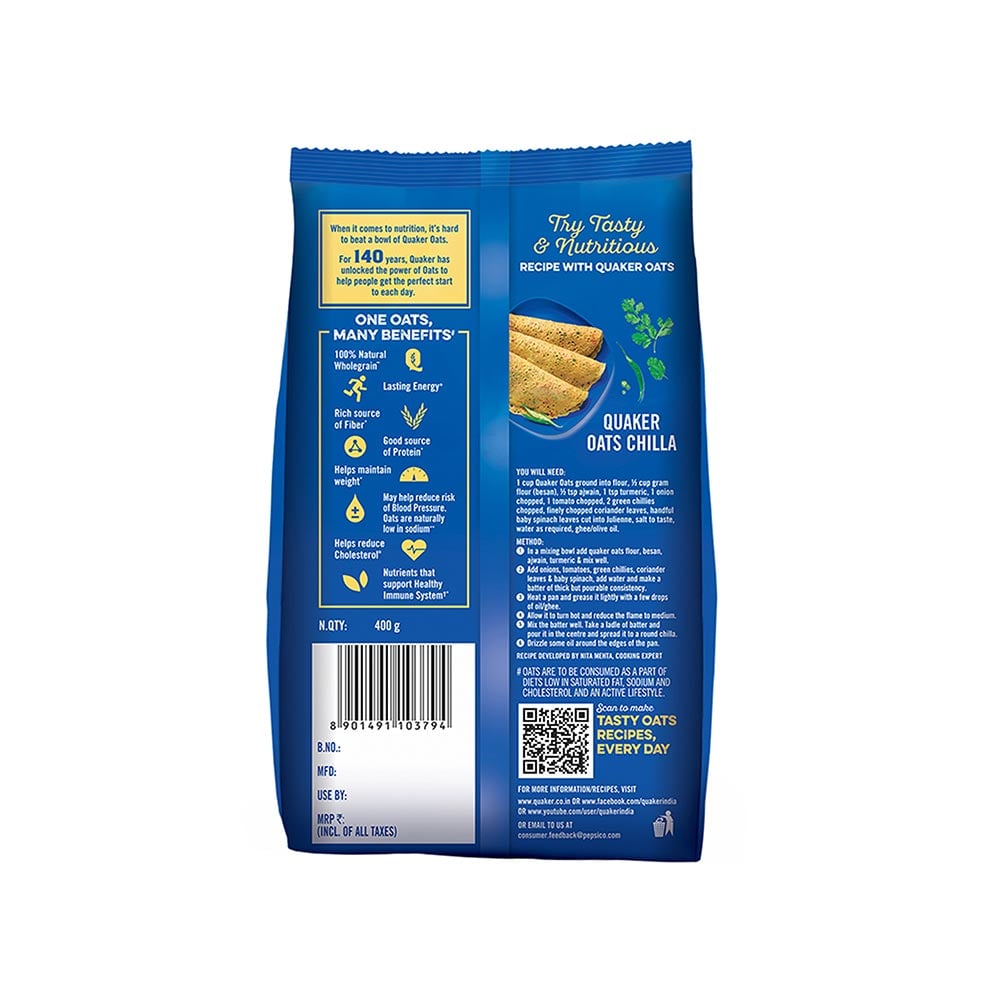 When it comes to nutrition, it's hard
to beat a bowl of Quaker Oats.
For 140 years, Quaker has
unlocked the power of Oats to
help people get the perfect start
to each day.
ONE OATS,
MANY BENEFITS#
100% Natural
Wholegrain~
Lasting Energy+
Rich source
of Fiber*
Good source
of Protein*
Helps maintain
weight*
May help reduce risk
of Blood Pressure.
Oats are naturally
low in sodium**
Helps reduce
Cholesterol^
Nutrients that
support Healthy
Immune System
N.QTY: 400 g
8 901491 103794
B.NO.:
MFD:
USE BY:
MRP ₹:
(INCL. OF ALL TAXES)
Try Tasty
& Nutritious
RECIPE WITH QUAKER OATS
QUAKER
OATS CHILLA
YOU WILL NEED:
1 cup Quaker Oats ground into flour, ½ cup gram
flour (besan), ½ tsp ajwain, 1 tsp turmeric, 1 onion
chopped, 1 tomato chopped, 2 green chillies
chopped, finely chopped coriander leaves, handful
baby spinach leaves cut into Julienne, salt to taste,
water as required, ghee/olive oil.
METHOD:
1 In a mixing bowl add quaker oats flour, besan,
ajwain, turmeric & mix well.
2 Add onions, tomatoes, green chillies, coriander
leaves & baby spinach, add water and make a
batter of thick but pourable consistency.
3 Heat a pan and grease it lightly with a few drops
of oil/ghee.
4 Allow it to turn hot and reduce the flame to medium.
5 Mix the batter well. Take a ladle of batter and
pour it in the centre and spread it to a round chilla.
6 Drizzle some oil around the edges of the pan.
RECIPE DEVELOPED BY NITA MEHTA, COOKING EXPERT
# OATS ARE TO BE CONSUMED AS A PART OF
DIETS LOW IN SATURATED FAT, SODIUM AND
CHOLESTEROL AND AN ACTIVE LIFESTYLE.
Scan to make
TASTY OATS
RECIPES,
EVERY DAY
FOR MORE INFORMATION/RECIPES, VISIT
www.quaker.co.in OR www.facebook.com/quakerindia
OR www.youtube.com/user/quakerindia
OR EMAIL TO US AT
consumer.feedback@pepsico.com